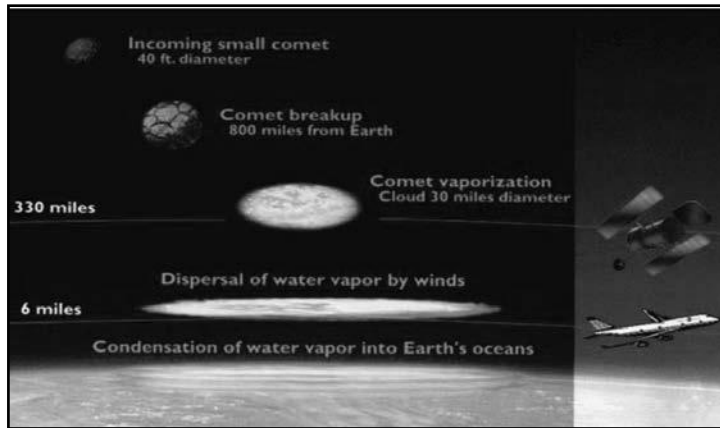 Incoming small comet
40 ft. diameter
Comet breakup
800 miles from Earth
Comet vaporization
Cloud 30 miles diameter
330 miles
Dispersal of water vapor by winds
6 miles
Condensation of water vapor into Earth's oceans